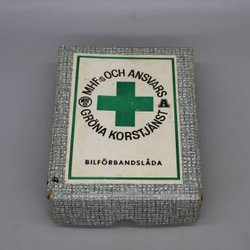 MHF:s OCH ANSVARS
GRÖNA KORSTJÄNST
BILFÖRBANDSLÅDA